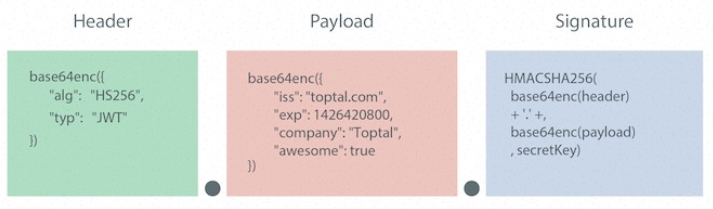 Header
Payload
Signature
base64enc({
"alg": "HS256",
"typ": "JWT"
})
base64enc({
"iss": "toptal.com",
"exp": 1426420800,
"company": "Toptal",
"awesome": true
})
HMACSHA256(
base64enc(header)
+ '.' +,
base64enc(payload)
, secretKey)